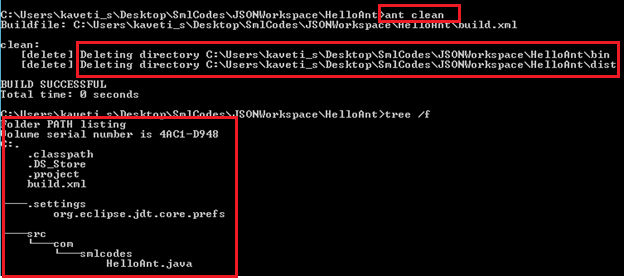 C:\Users\kaveti_s\Desktop\SmlCodes\JSONWorkspace\HelloAnt>ant clean
Buildfile: C:\Users\kaveti_s\Desktop\SmlCodes\JSONWorkspace\HelloAnt\build.xml
clean:
[delete] Deleting directory C:\Users\kaveti_s\Desktop\SmlCodes\JSONWorkspace\HelloAnt\bin
[delete] Deleting directory C:\Users\kaveti_s\Desktop\SmlCodes\JSONWorkspace\HelloAnt\dist
BUILD SUCCESSFUL
Total time: 0 seconds
C:\Users\kaveti_s\Desktop\SmlCodes\JSONWorkspace\HelloAnt>tree /f
Folder PATH listing
Volume serial number is 4AC1-D948
C:.
.classpath
.DS_Store
.project
build.xml
.settings
org.eclipse.jdt.core.prefs
src
com
smlcodes
HelloAnt.java